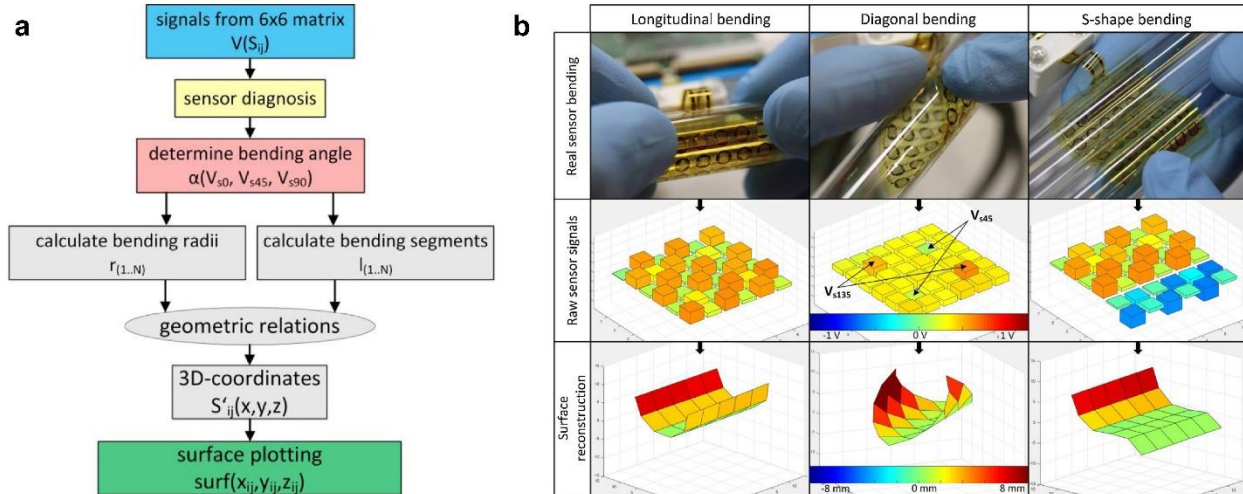 a
signals from 6x6 matrix
V(Sij)
sensor diagnosis
determine bending angle
α(Vs0, Vs45, Vs90)
calculate bending radii
r(1..N)
calculate bending segments
l(1..N)
geometric relations
3D-coordinates
S'ij(x,y,z)
surface plotting
surf(xij,yij,zij)
b
Longitudinal bending
Diagonal bending
S-shape bending
Real sensor bending
Raw sensor signals
Vs45
Vs135
-1 V
0 V
1 V
Surface
reconstruction
-8 mm
0 mm
8 mm